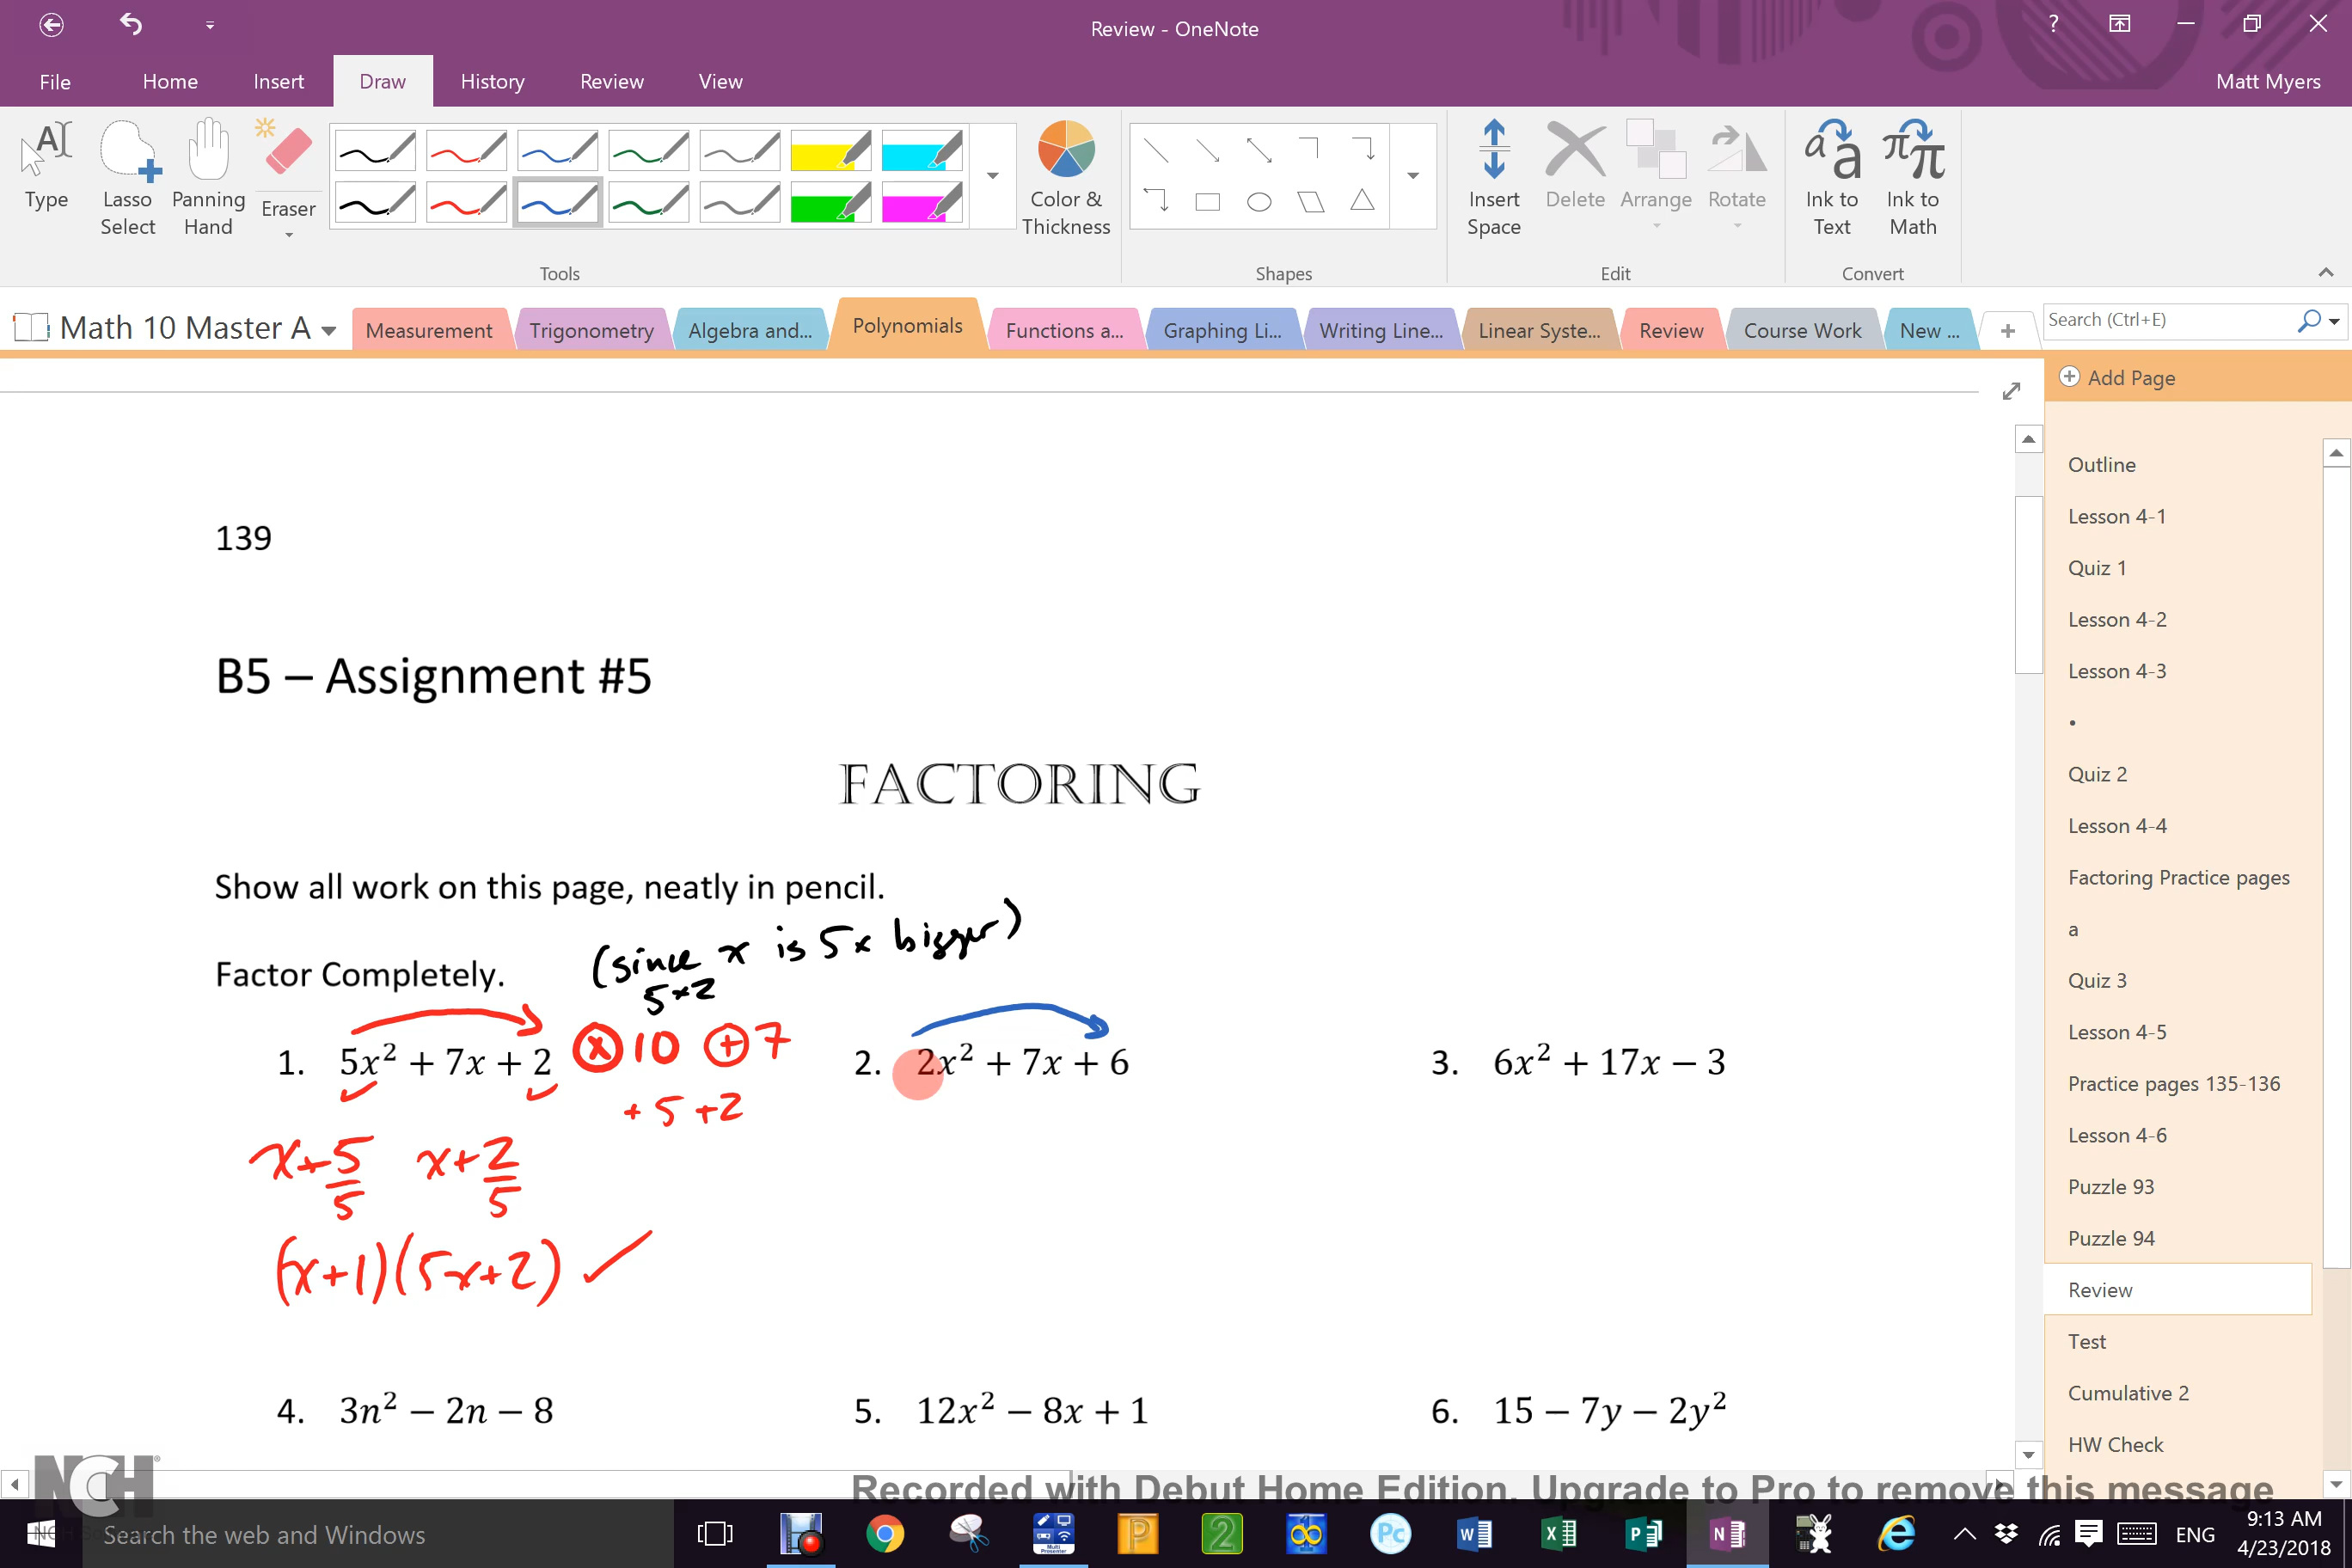 Review - OneNote
?
File Home Insert Draw History Review View Matt Myers
Type Lasso Select Panning Hand Eraser Color & Thickness Insert Space Delete Arrange Rotate Ink to Text Ink to Math
Tools Shapes Edit Convert
Math 10 Master A Measurement Trigonometry Algebra and... Polynomials Functions a... Graphing Li... Writing Line... Linear Syste... Review Course Work New ... + Search (Ctrl+E)
Add Page
Outline
Lesson 4-1
Quiz 1
Lesson 4-2
Lesson 4-3
•
Quiz 2
Lesson 4-4
Factoring Practice pages
a
Quiz 3
Lesson 4-5
Practice pages 135-136
Lesson 4-6
Puzzle 93
Puzzle 94
Review
Test
Cumulative 2
HW Check
139
B5 – Assignment #5
FACTORING
Show all work on this page, neatly in pencil.
(since x is 5x bigger)
Factor Completely.
5×2
1. 5x² + 7x + 2 ⊗ 10 ⊕ 7
+5 +2
x+5/5 x+2/5
(x+1)(5x+2) ✓
2. 2x² + 7x + 6
3. 6x² + 17x − 3
4. 3n² − 2n − 8
5. 12x² − 8x + 1
6. 15 − 7y − 2y²
NCH
Recorded with Debut Home Edition. Upgrade to Pro to remove this message
Search the web and Windows
ENG
9:13 AM
4/23/2018